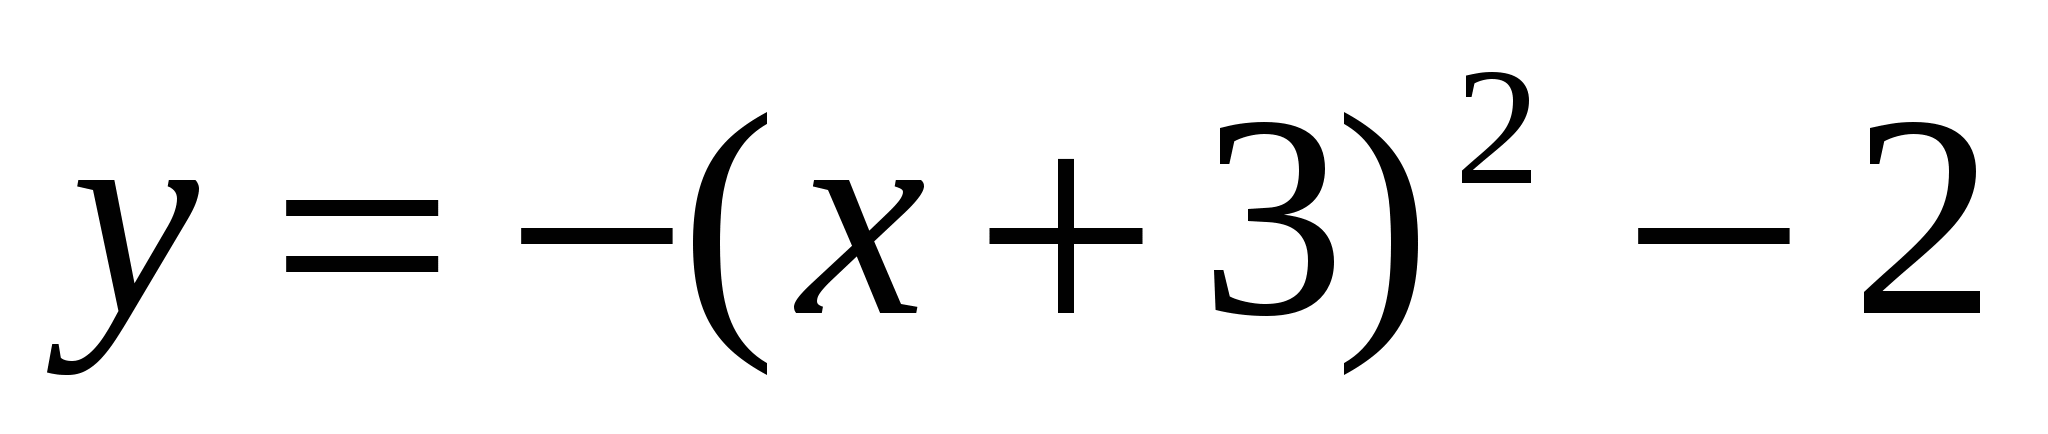 y = −(x + 3)² − 2